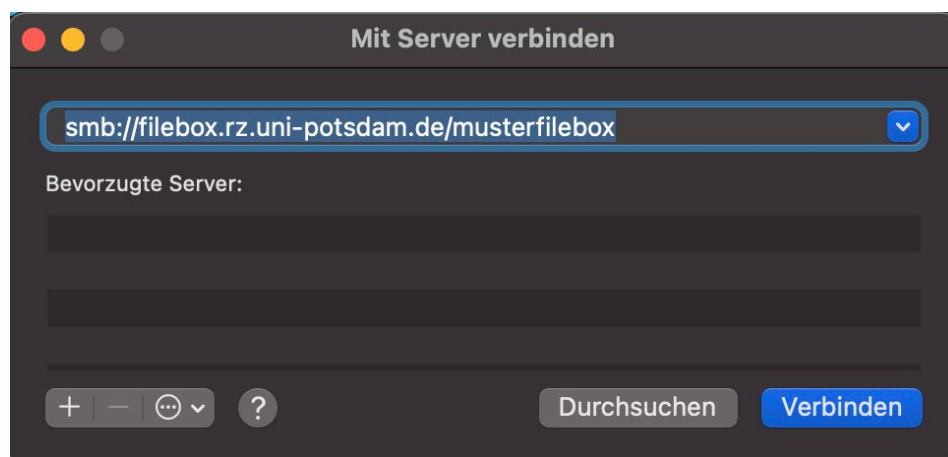 Mit Server verbinden
smb://filebox.rz.uni-potsdam.de/musterfilebox
Bevorzugte Server:
?
Durchsuchen
Verbinden